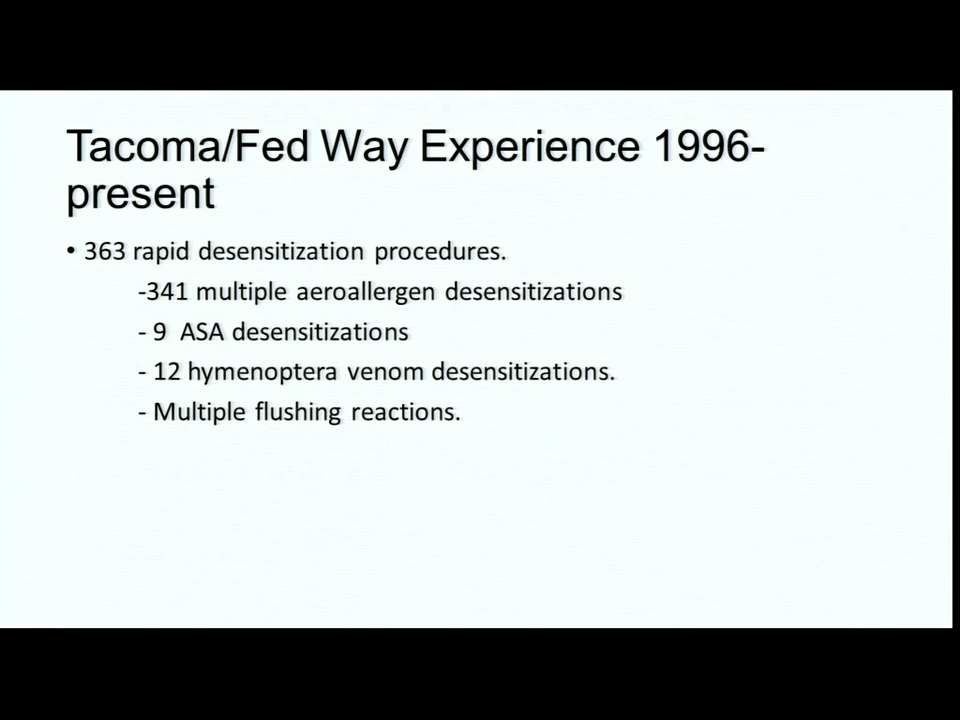 Tacoma/Fed Way Experience 1996-
present
• 363 rapid desensitization procedures.
-341 multiple aeroallergen desensitizations
- 9 ASA desensitizations
- 12 hymenoptera venom desensitizations.
- Multiple flushing reactions.